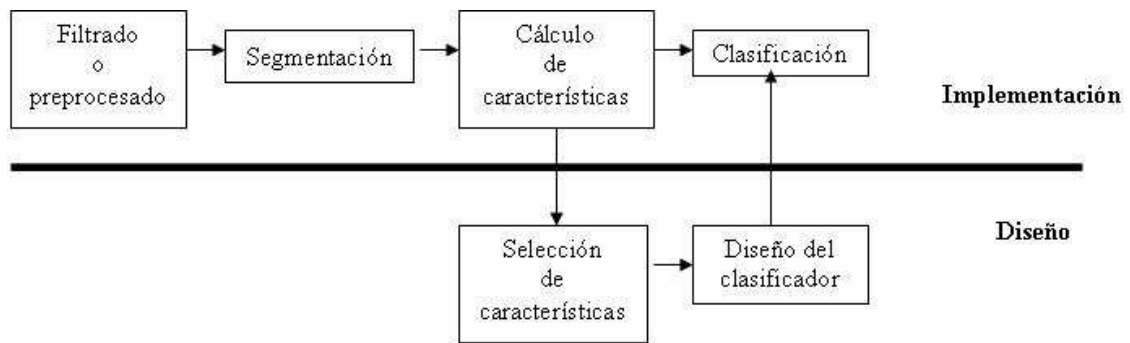 Filtrado
o
preprocesado
Segmentación
Cálculo
de
características
Clasificación
Implementación
Selección
de
características
Diseño del
clasificador
Diseño